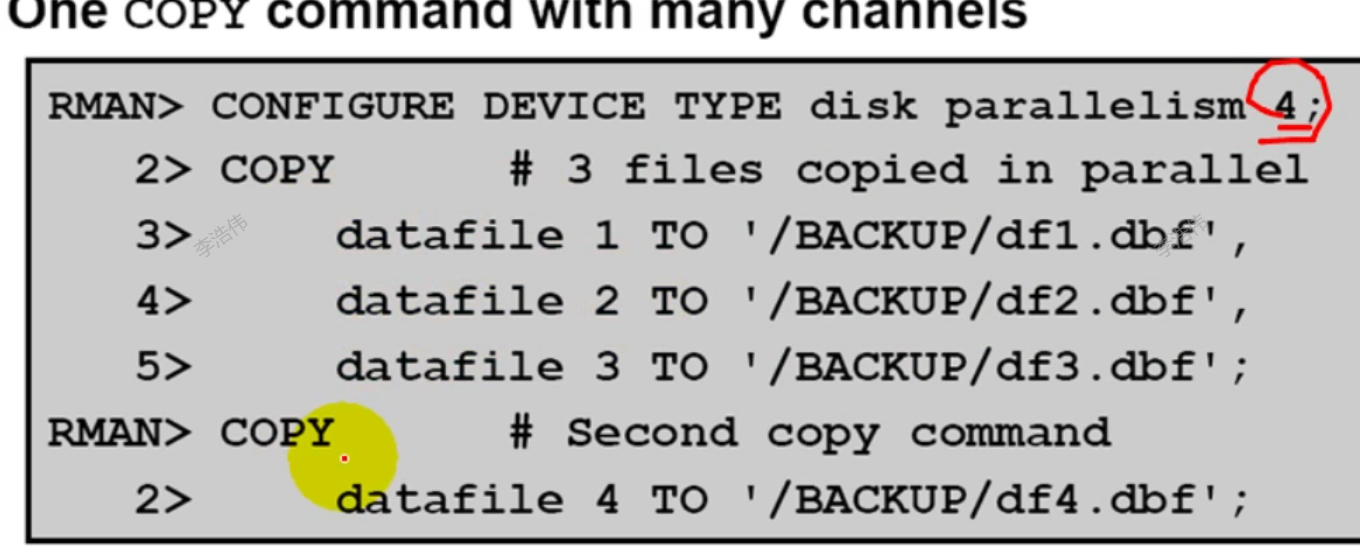 One COPY command with many channels
RMAN> CONFIGURE DEVICE TYPE disk parallelism 4;
2> COPY # 3 files copied in parallel
3> datafile 1 TO '/BACKUP/df1.dbf',
4> datafile 2 TO '/BACKUP/df2.dbf',
5> datafile 3 TO '/BACKUP/df3.dbf';
RMAN> COPY # Second copy command
2> datafile 4 TO '/BACKUP/df4.dbf';
李浩伟
李浩伟